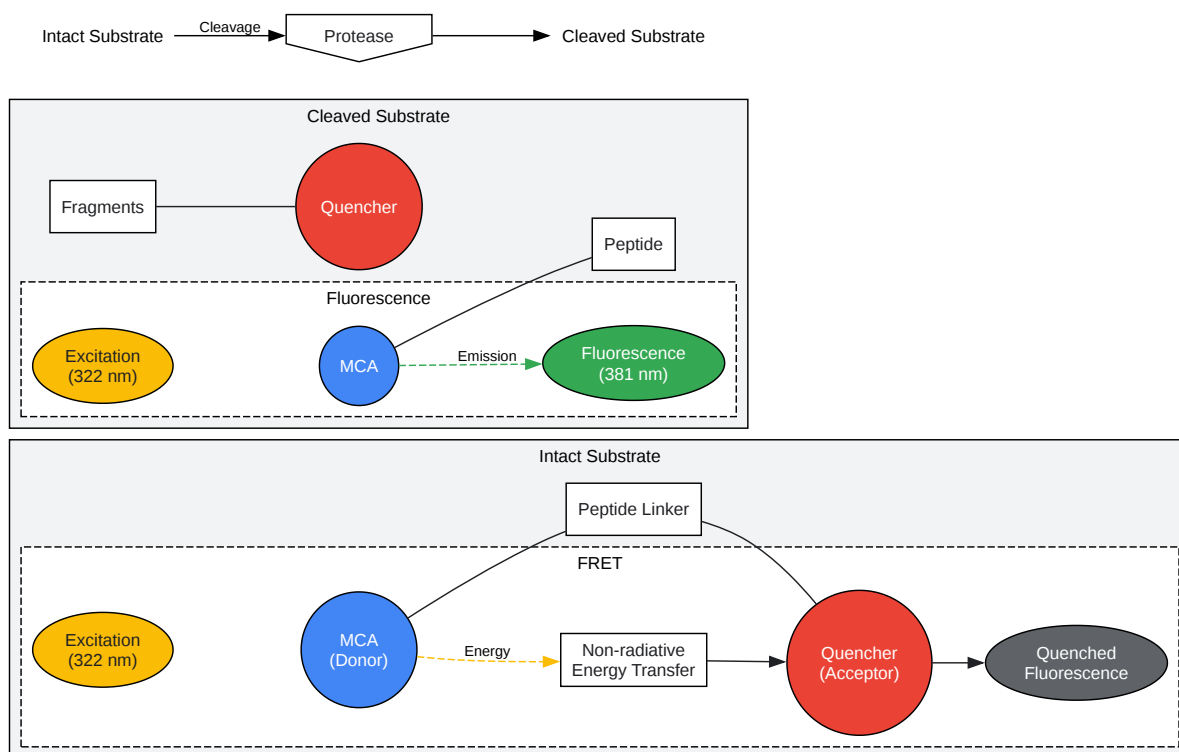 Intact Substrate
Cleavage
Protease
Cleaved Substrate
Cleaved Substrate
Fragments
Quencher
Peptide
Fluorescence
Excitation
(322 nm)
MCA
Emission
Fluorescence
(381 nm)
Intact Substrate
Peptide Linker
FRET
Excitation
(322 nm)
MCA
(Donor)
Energy
Non-radiative
Energy Transfer
Quencher
(Acceptor)
Quenched
Fluorescence